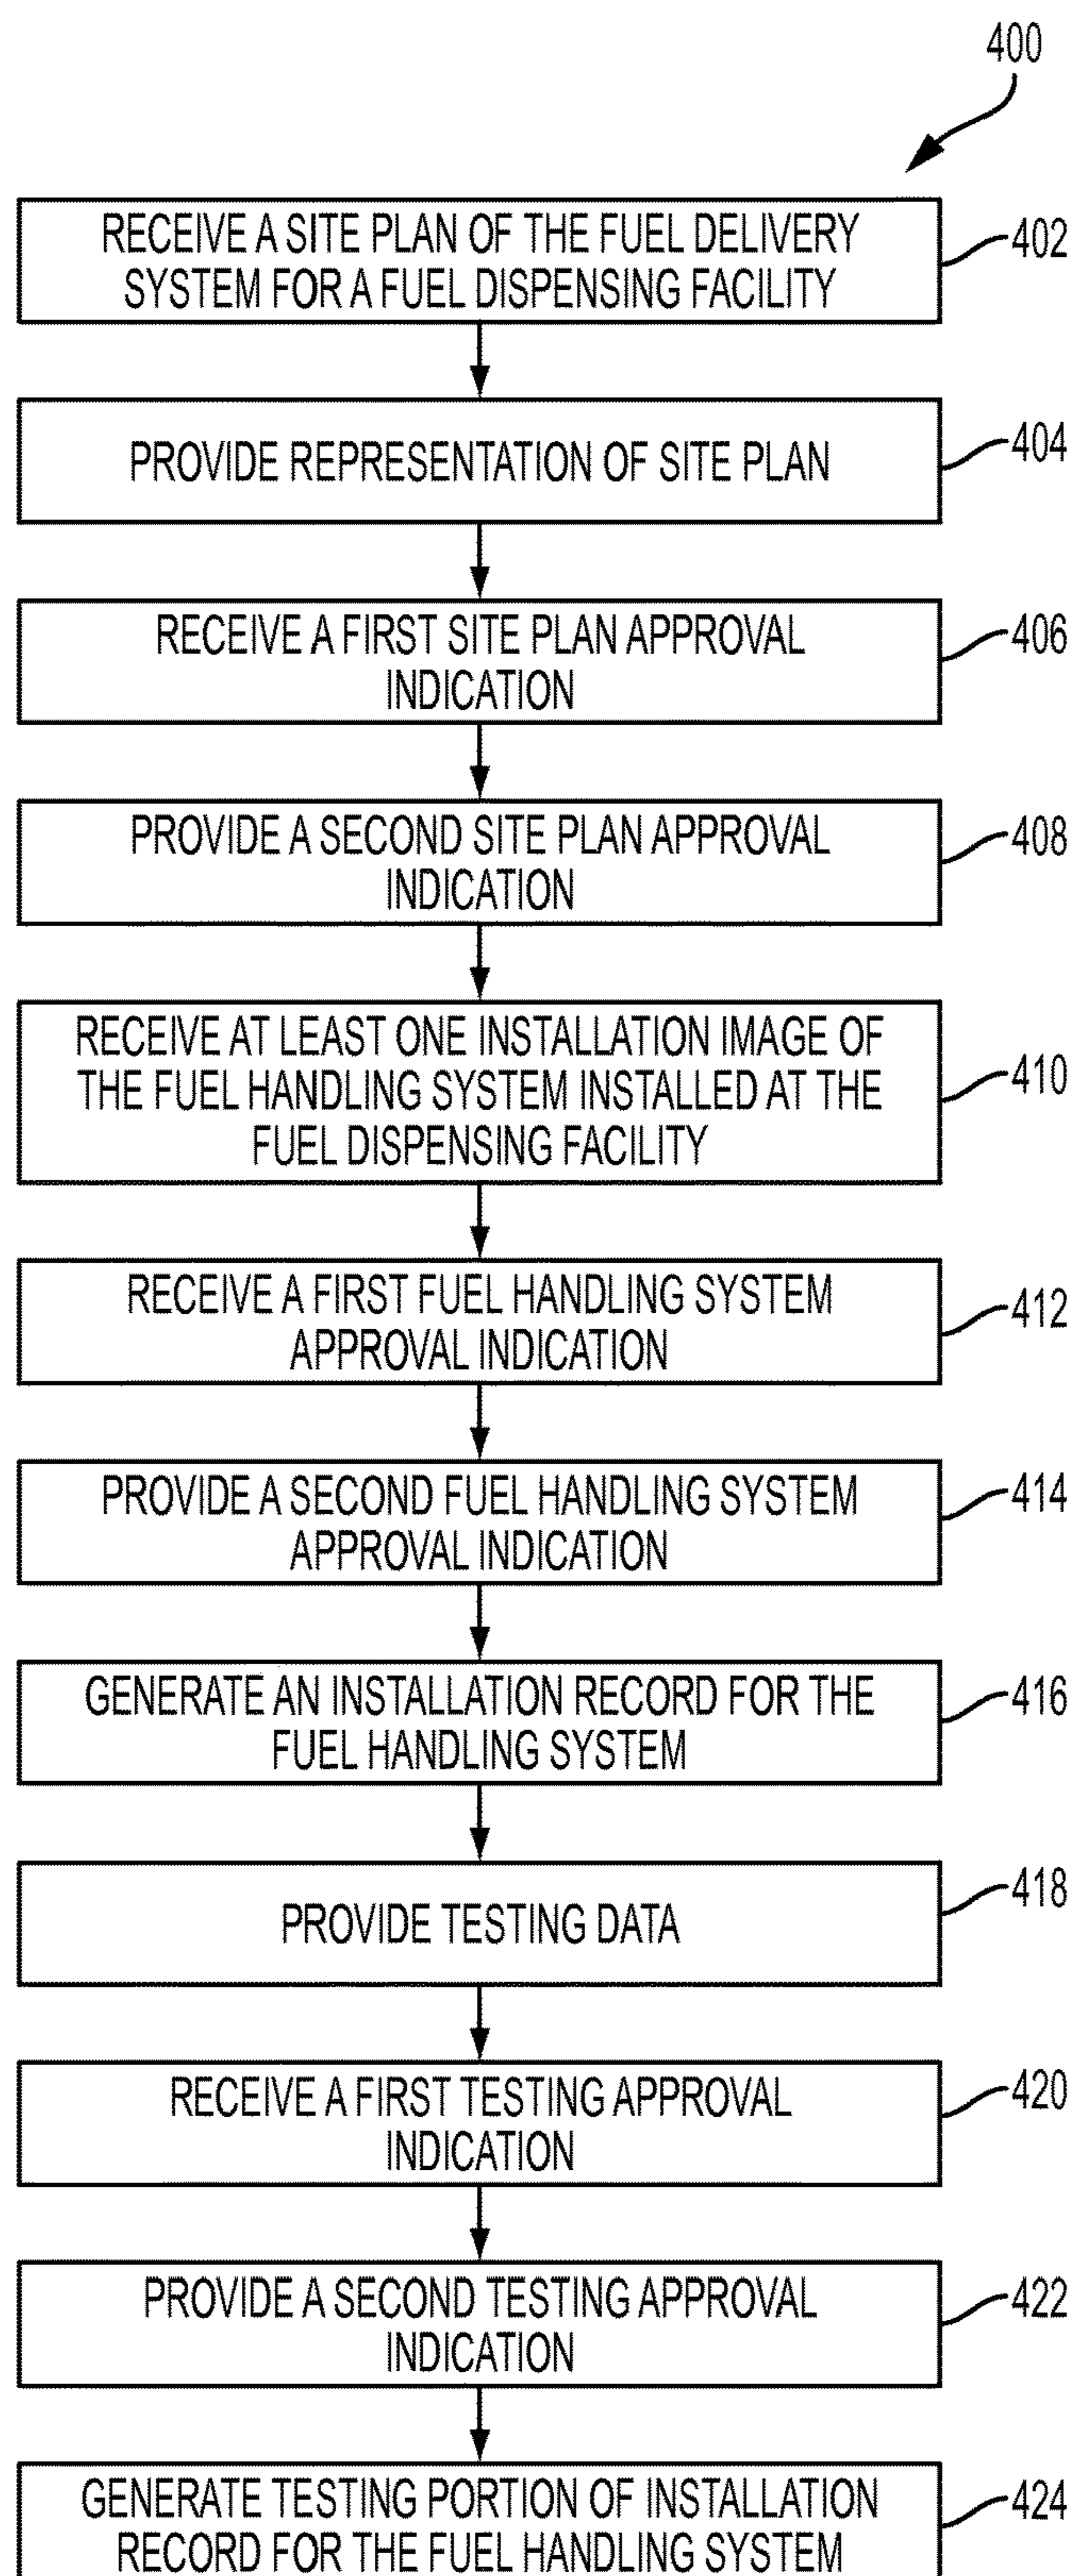 400
RECEIVE A SITE PLAN OF THE FUEL DELIVERY
SYSTEM FOR A FUEL DISPENSING FACILITY
402
PROVIDE REPRESENTATION OF SITE PLAN
404
RECEIVE A FIRST SITE PLAN APPROVAL
INDICATION
406
PROVIDE A SECOND SITE PLAN APPROVAL
INDICATION
408
RECEIVE AT LEAST ONE INSTALLATION IMAGE OF
THE FUEL HANDLING SYSTEM INSTALLED AT THE
FUEL DISPENSING FACILITY
410
RECEIVE A FIRST FUEL HANDLING SYSTEM
APPROVAL INDICATION
412
PROVIDE A SECOND FUEL HANDLING SYSTEM
APPROVAL INDICATION
414
GENERATE AN INSTALLATION RECORD FOR THE
FUEL HANDLING SYSTEM
416
PROVIDE TESTING DATA
418
RECEIVE A FIRST TESTING APPROVAL
INDICATION
420
PROVIDE A SECOND TESTING APPROVAL
INDICATION
422
GENERATE TESTING PORTION OF INSTALLATION
RECORD FOR THE FUEL HANDLING SYSTEM
424